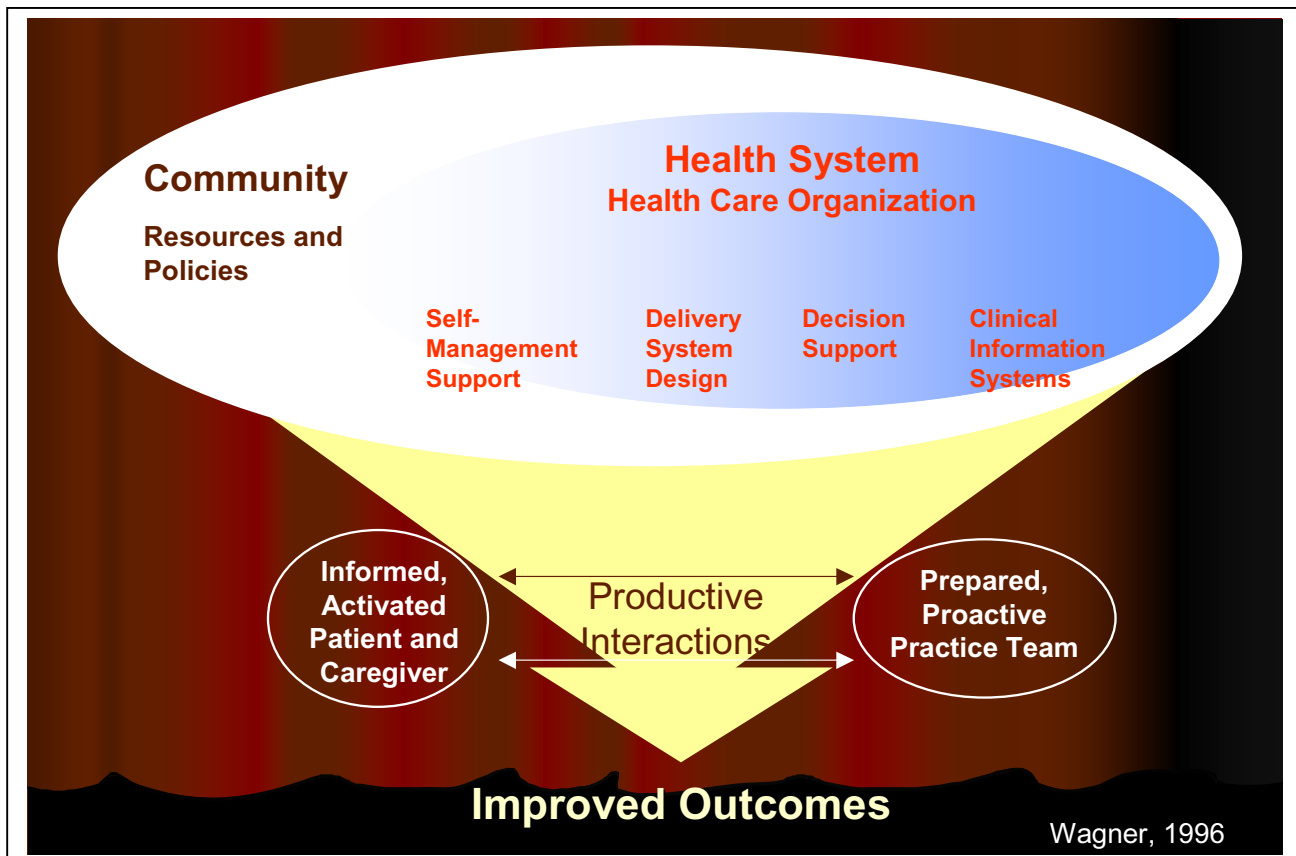 Community
Resources and
Policies
Health System
Health Care Organization
Self-
Management
Support
Delivery
System
Design
Decision
Support
Clinical
Information
Systems
Informed,
Activated
Patient and
Caregiver
Productive
Interactions
Prepared,
Proactive
Practice Team
Improved Outcomes
Wagner, 1996